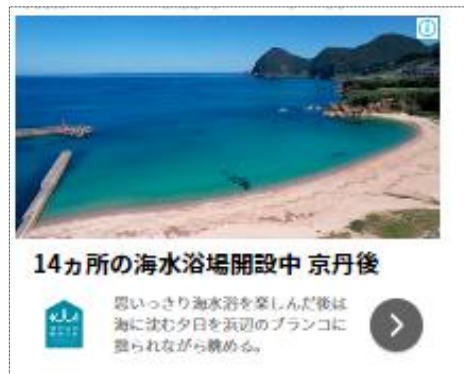 14ヵ所の海水浴場開設中 京丹後
思いっきり海水浴を楽しんだ後は
海に沈む夕日を浜辺のブランコに
揺られながら眺める。